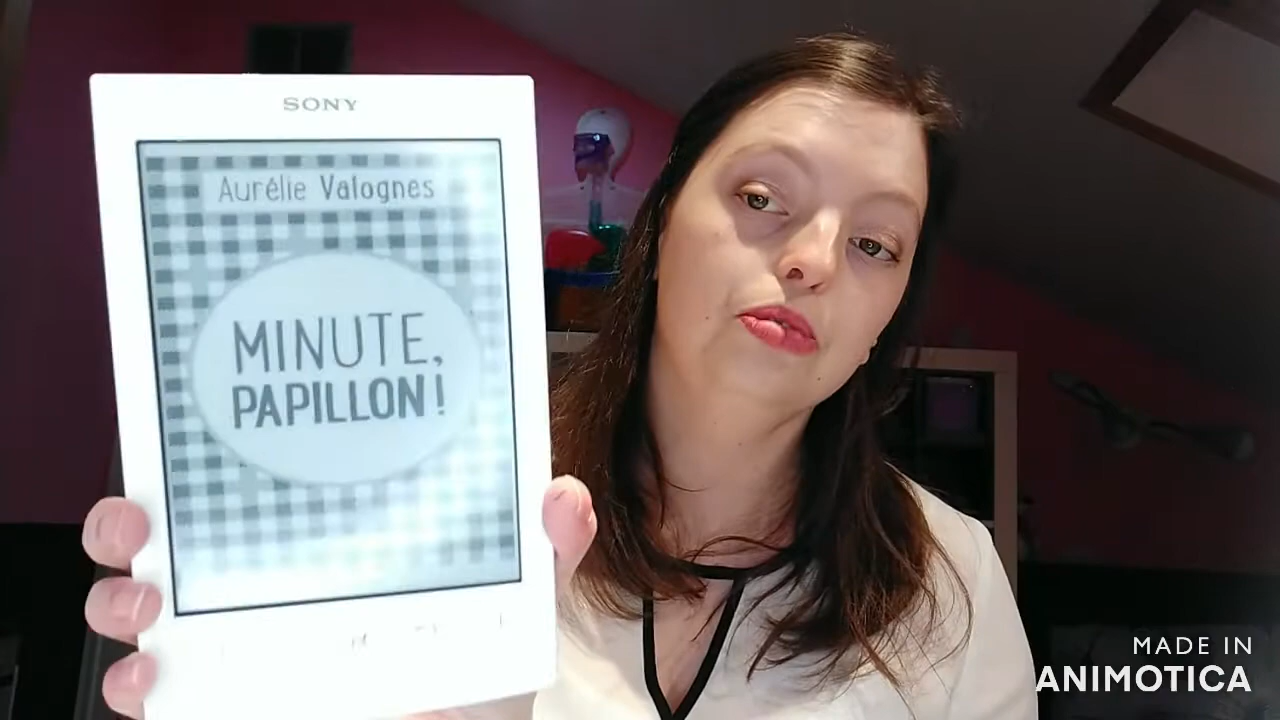 SONY
Aurélie Valognes
MINUTE,
PAPILLON!
MADE IN
ANIMOTICA